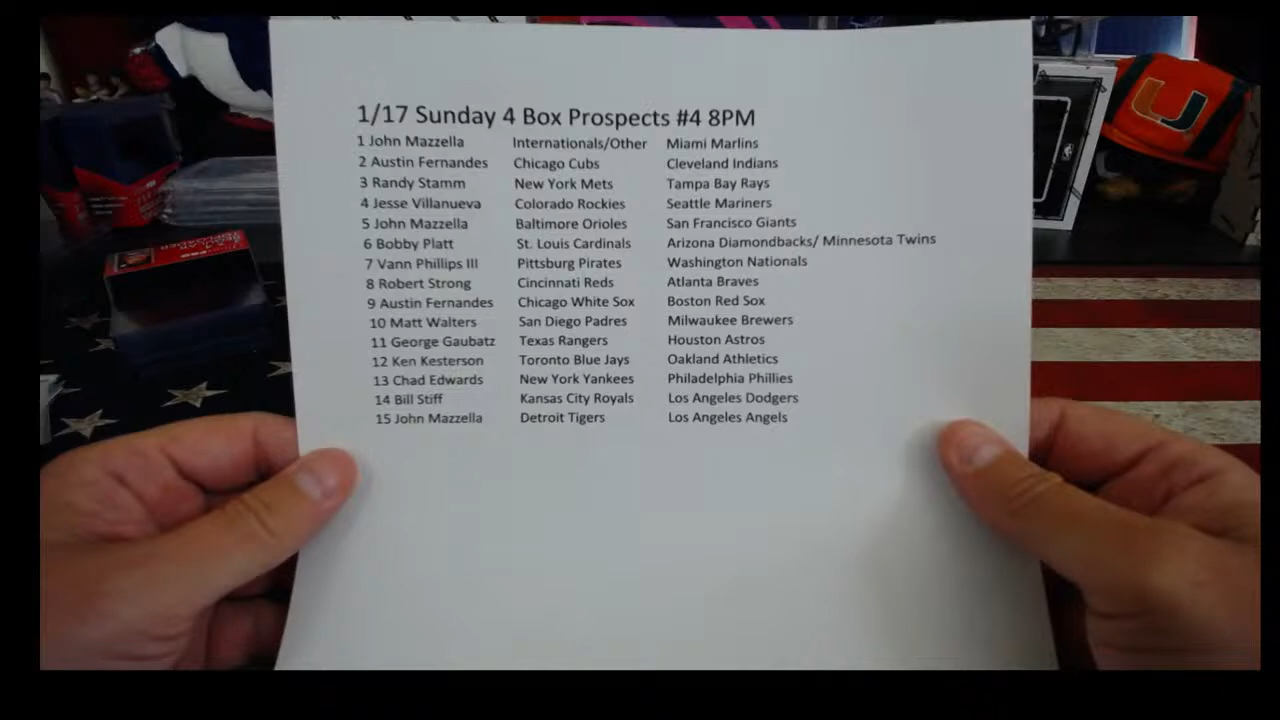 1/17 Sunday 4 Box Prospects #4 8PM
1 John Mazzella Internationals/Other Miami Marlins
2 Austin Fernandes Chicago Cubs Cleveland Indians
3 Randy Stamm New York Mets Tampa Bay Rays
4 Jesse Villanueva Colorado Rockies Seattle Mariners
5 John Mazzella Baltimore Orioles San Francisco Giants
6 Bobby Platt St. Louis Cardinals Arizona Diamondbacks/ Minnesota Twins
7 Vann Phillips III Pittsburg Pirates Washington Nationals
8 Robert Strong Cincinnati Reds Atlanta Braves
9 Austin Fernandes Chicago White Sox Boston Red Sox
10 Matt Walters San Diego Padres Milwaukee Brewers
11 George Gaubatz Texas Rangers Houston Astros
12 Ken Kesterson Toronto Blue Jays Oakland Athletics
13 Chad Edwards New York Yankees Philadelphia Phillies
14 Bill Stiff Kansas City Royals Los Angeles Dodgers
15 John Mazzella Detroit Tigers Los Angeles Angels
U